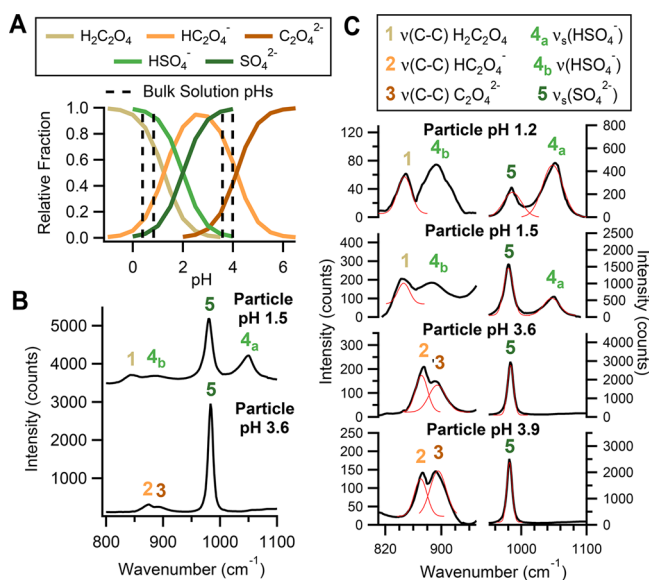 A
H₂C₂O₄ HC₂O₄⁻ C₂O₄²⁻
HSO₄⁻ SO₄²⁻
Bulk Solution pHs
Relative Fraction
1.0
0.8
0.6
0.4
0.2
0.0
0 2 4 6
pH
B
Intensity (counts)
5000
4000
3000
2000
1000
1 4b 5 4a
Particle
pH 1.5
2 3 5
Particle
pH 3.6
800 900 1000 1100
Wavenumber (cm⁻¹)
C
1 ν(C-C) H₂C₂O₄ 4a νs(HSO₄⁻)
2 ν(C-C) HC₂O₄⁻ 4b ν(HSO₄⁻)
3 ν(C-C) C₂O₄²⁻ 5 νs(SO₄²⁻)
Intensity (counts)
Intensity (counts)
Particle pH 1.2
120
80
40
0
1 4b 5 4a
800
600
400
200
0
Particle pH 1.5
400
300
200
100
0
1 4b 5 4a
2500
2000
1500
1000
500
0
Particle pH 3.6
400
300
200
100
0
2 3 5
4000
3000
2000
1000
0
Particle pH 3.9
250
200
150
100
50
0
2 3 5
3000
2000
1000
0
820 900 1000 1100
Wavenumber (cm⁻¹)